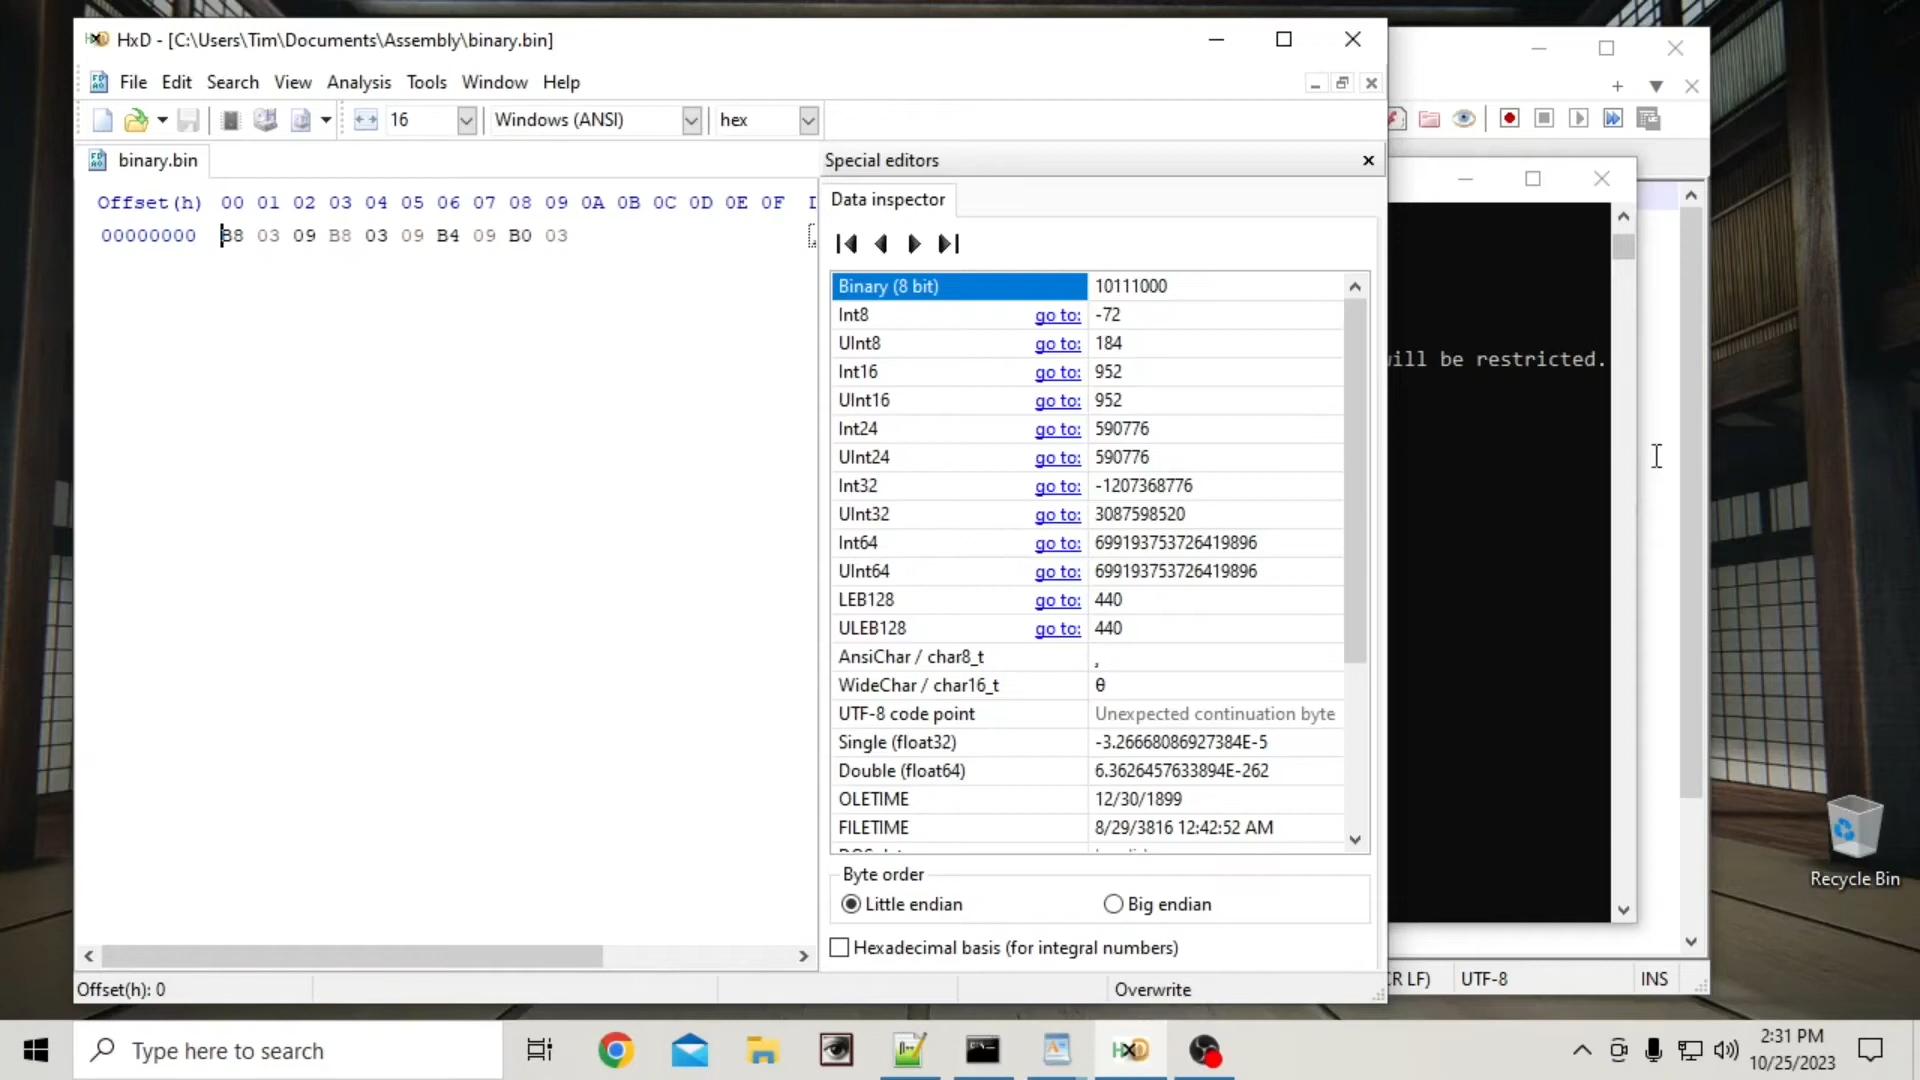 HxD - [C:\Users\Tim\Documents\Assembly\binary.bin]
File Edit Search View Analysis Tools Window Help
16 Windows (ANSI) hex
binary.bin
Offset(h) 00 01 02 03 04 05 06 07 08 09 0A 0B 0C 0D 0E 0F
00000000 B8 03 09 B8 03 09 B4 09 B0 03
Special editors
Data inspector
Binary (8 bit) 10111000
Int8 go to: -72
UInt8 go to: 184
Int16 go to: 952
UInt16 go to: 952
Int24 go to: 590776
UInt24 go to: 590776
Int32 go to: -1207368776
UInt32 go to: 3087598520
Int64 go to: 699193753726419896
UInt64 go to: 699193753726419896
LEB128 go to: 440
ULEB128 go to: 440
AnsiChar / char8_t ¸
WideChar / char16_t θ
UTF-8 code point Unexpected continuation byte
Single (float32) -3.26668086927384E-5
Double (float64) 6.3626457633894E-262
OLETIME 12/30/1899
FILETIME 8/29/3816 12:42:52 AM
Byte order
Little endian Big endian
Hexadecimal basis (for integral numbers)
Offset(h): 0 Overwrite
will be restricted.
CR LF) UTF-8 INS
Recycle Bin
Type here to search
2:31 PM
10/25/2023